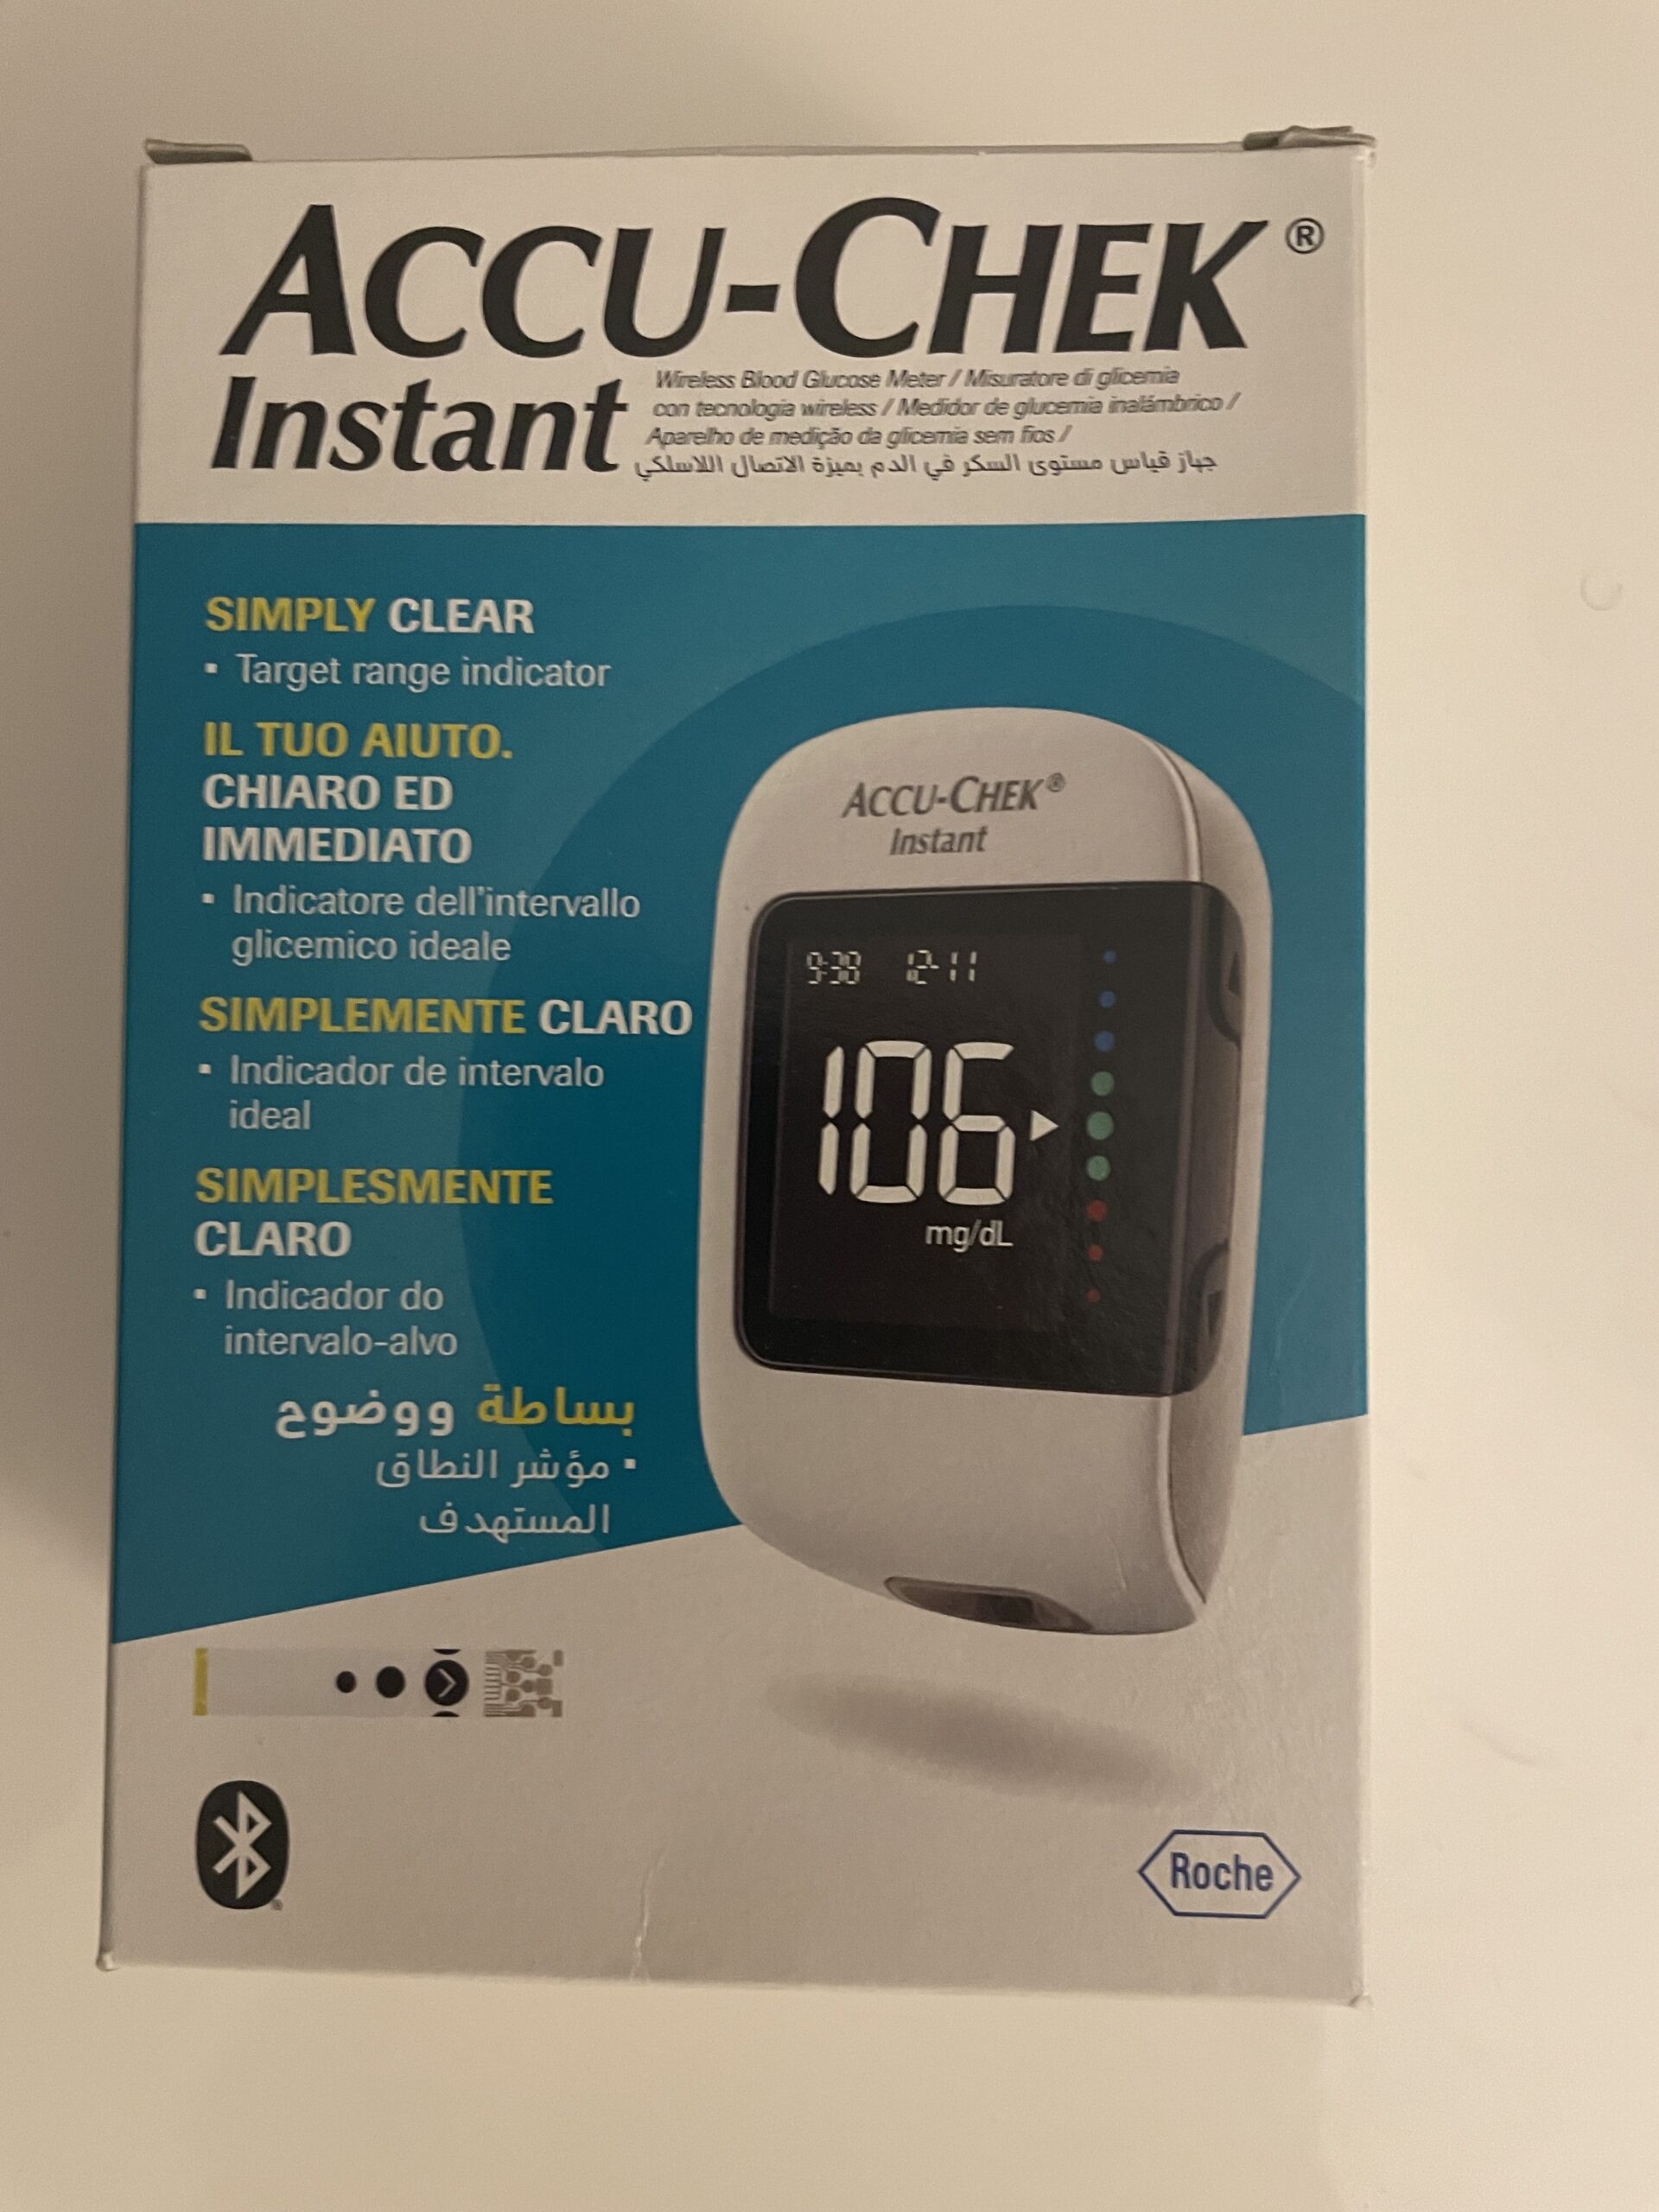 ACCU-CHEK®
Instant
Wireless Blood Glucose Meter / Misuratore di glicemia
con tecnologia wireless / Medidor de glucemia inalámbrico /
Aparelho de medição da glicemia sem fios /
جهاز قياس مستوى السكر في الدم بميزة الاتصال اللاسلكي
SIMPLY CLEAR
▪ Target range indicator
IL TUO AIUTO.
CHIARO ED
IMMEDIATO
▪ Indicatore dell'intervallo
glicemico ideale
SIMPLEMENTE CLARO
▪ Indicador de intervalo
ideal
SIMPLESMENTE
CLARO
▪ Indicador do
intervalo-alvo
بساطة ووضوح
▪ مؤشر النطاق
المستهدف
ACCU-CHEK®
Instant
9:38 12-11
106
mg/dL
Roche